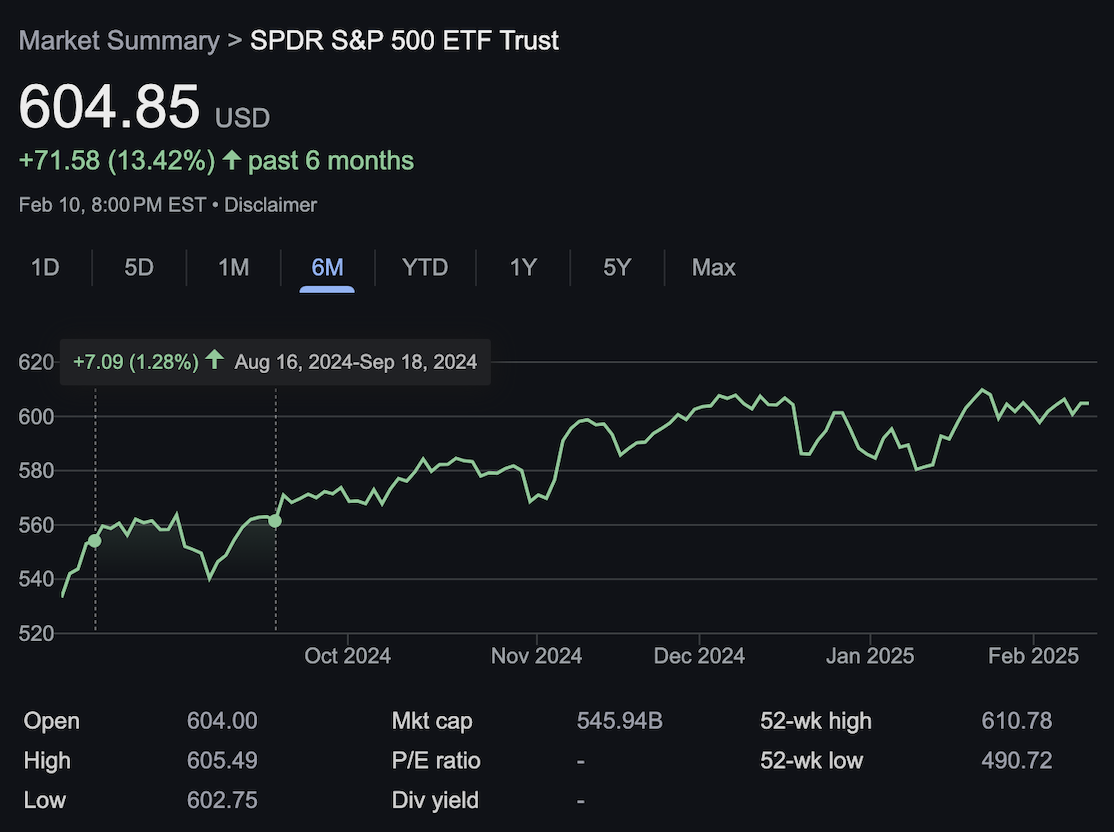 Market Summary > SPDR S&P 500 ETF Trust
604.85 USD
+71.58 (13.42%) ↑ past 6 months
Feb 10, 8:00 PM EST • Disclaimer
1D 5D 1M 6M YTD 1Y 5Y Max
620 +7.09 (1.28%) ↑ Aug 16, 2024-Sep 18, 2024
600
580
560
540
520
Oct 2024 Nov 2024 Dec 2024 Jan 2025 Feb 2025
Open 604.00 Mkt cap 545.94B 52-wk high 610.78
High 605.49 P/E ratio - 52-wk low 490.72
Low 602.75 Div yield -